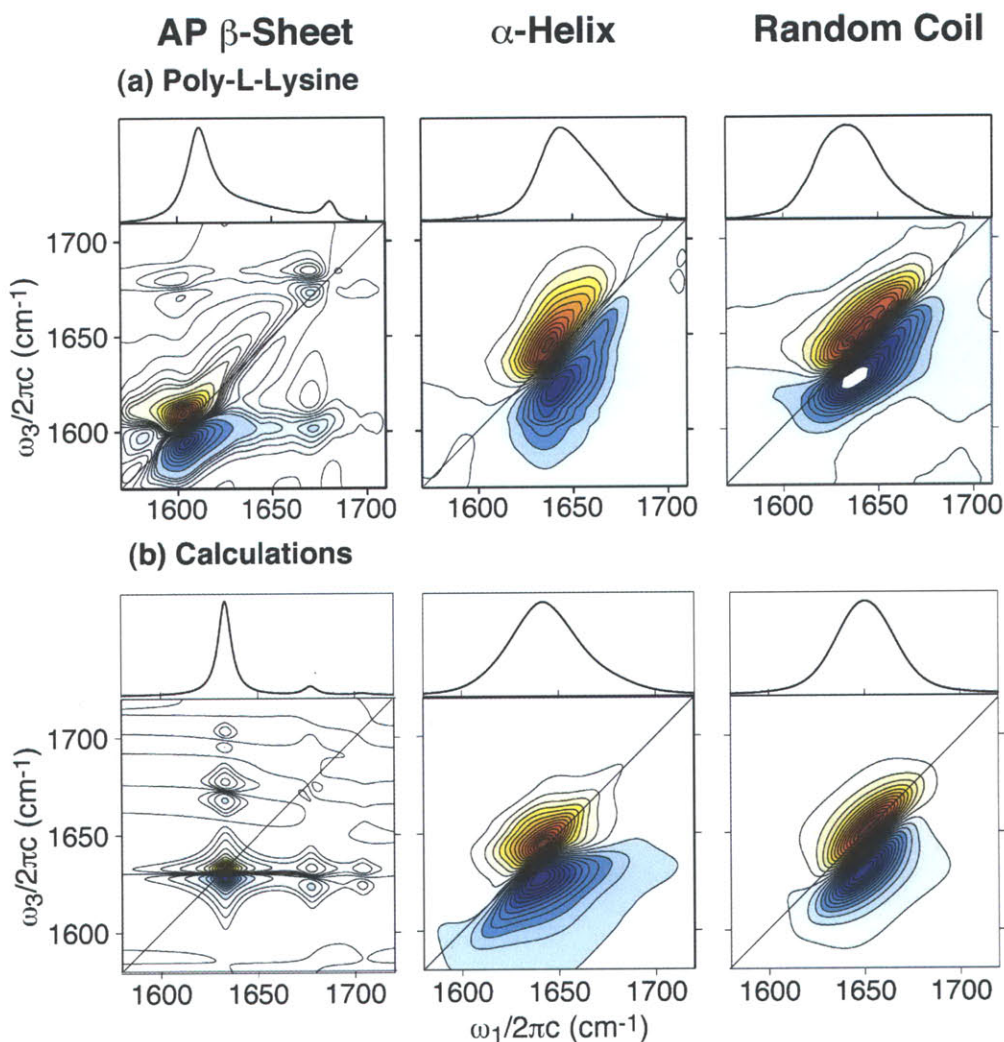 AP β-Sheet
α-Helix
Random Coil
(a) Poly-L-Lysine
1700
1650
1600
ω₃/2πc (cm⁻¹)
1600 1650 1700
1600 1650 1700
1600 1650 1700
(b) Calculations
1700
1650
1600
ω₃/2πc (cm⁻¹)
1600 1650 1700
1600 1650 1700
1600 1650 1700
ω₁/2πc (cm⁻¹)